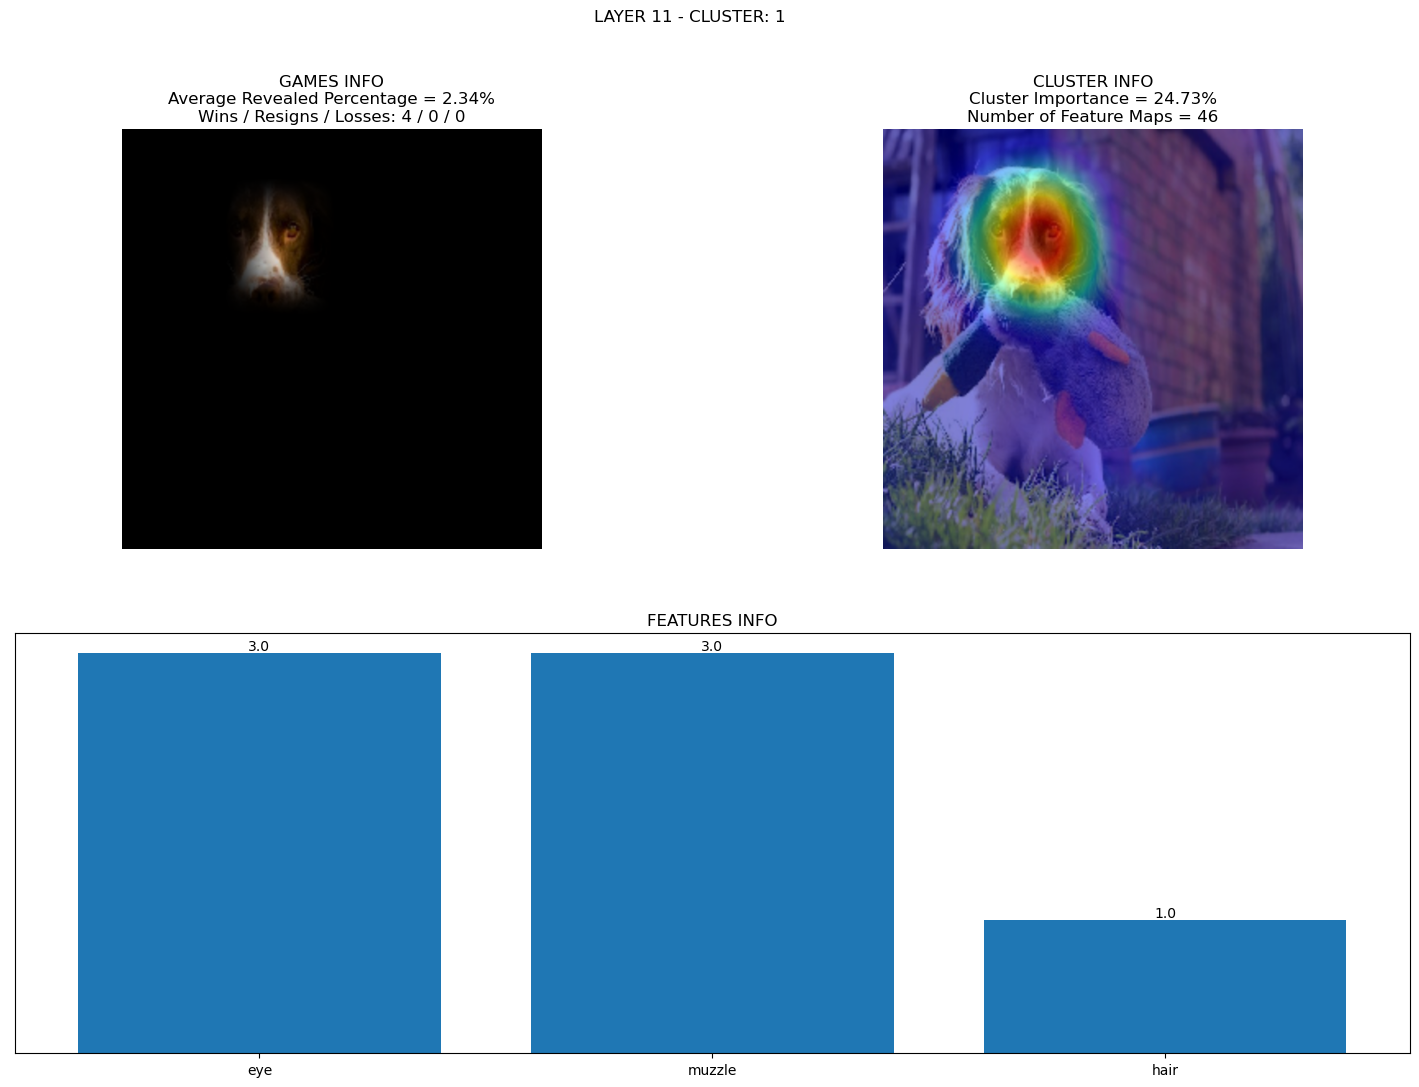 LAYER 11 - CLUSTER: 1
GAMES INFO
Average Revealed Percentage = 2.34%
Wins / Resigns / Losses: 4 / 0 / 0
CLUSTER INFO
Cluster Importance = 24.73%
Number of Feature Maps = 46
FEATURES INFO
3.0
3.0
1.0
eye
muzzle
hair